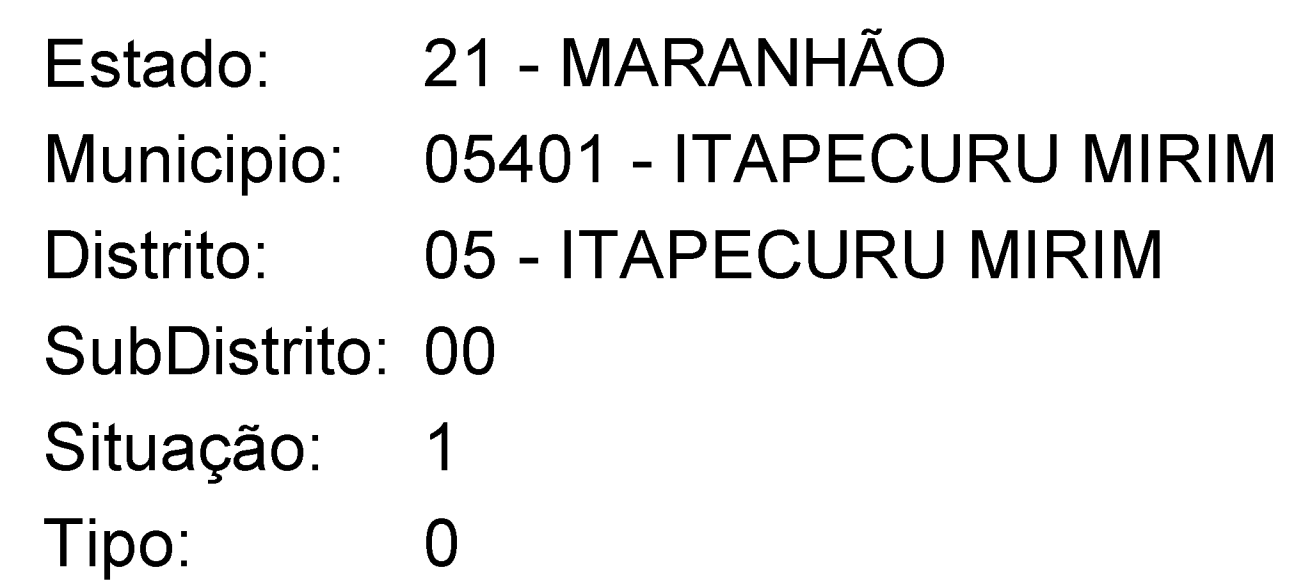 Estado: 21 - MARANHÃO
Municipio: 05401 - ITAPECURU MIRIM
Distrito: 05 - ITAPECURU MIRIM
SubDistrito: 00
Situação: 1
Tipo: 0